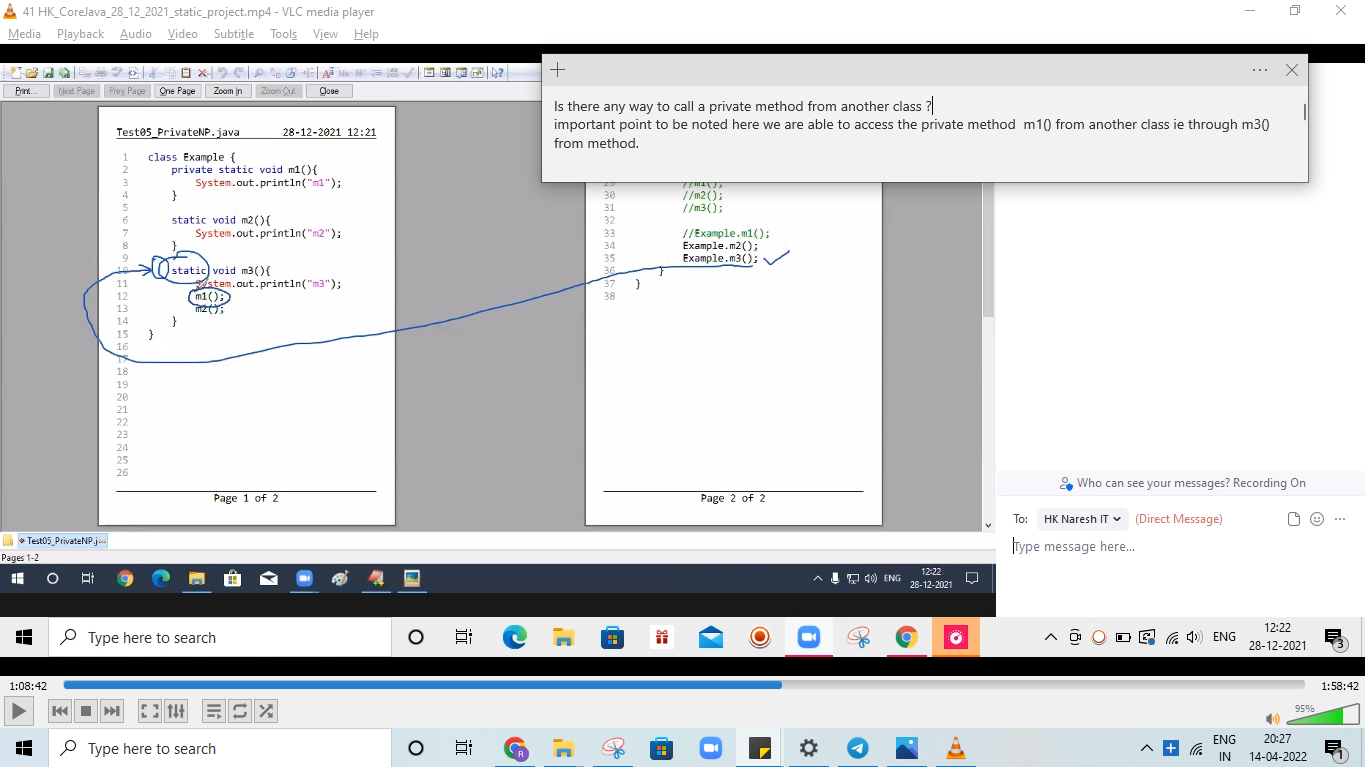 41 HK_CoreJava_28_12_2021_static_project.mp4 - VLC media player
Media Playback Audio Video Subtitle Tools View Help
Print... Next Page Prev Page One Page Zoom In Zoom Out Close
Is there any way to call a private method from another class ?
important point to be noted here we are able to access the private method m1() from another class ie through m3()
from method.
Test05_PrivateNP.java 28-12-2021 12:21
1 class Example {
2 private static void m1(){
3 System.out.println("m1");
4 }
5
6 static void m2(){
7 System.out.println("m2");
8 }
9
10 static void m3(){
11 System.out.println("m3");
12 m1();
13 m2();
14 }
15 }
16
17
18
19
20
21
22
23
24
25
26
Page 1 of 2
29 //m1();
30 //m2();
31 //m3();
32
33 //Example.m1();
34 Example.m2();
35 Example.m3();
36 }
37 }
38
Page 2 of 2
Who can see your messages? Recording On
To: HK Naresh IT (Direct Message)
Type message here...
Test05_PrivateNP.j
Pages 1-2
ENG
12:22
28-12-2021
Type here to search
ENG
12:22
28-12-2021
3
1:08:42
1:58:42
95%
Type here to search
R
ENG
IN
20:27
14-04-2022
1